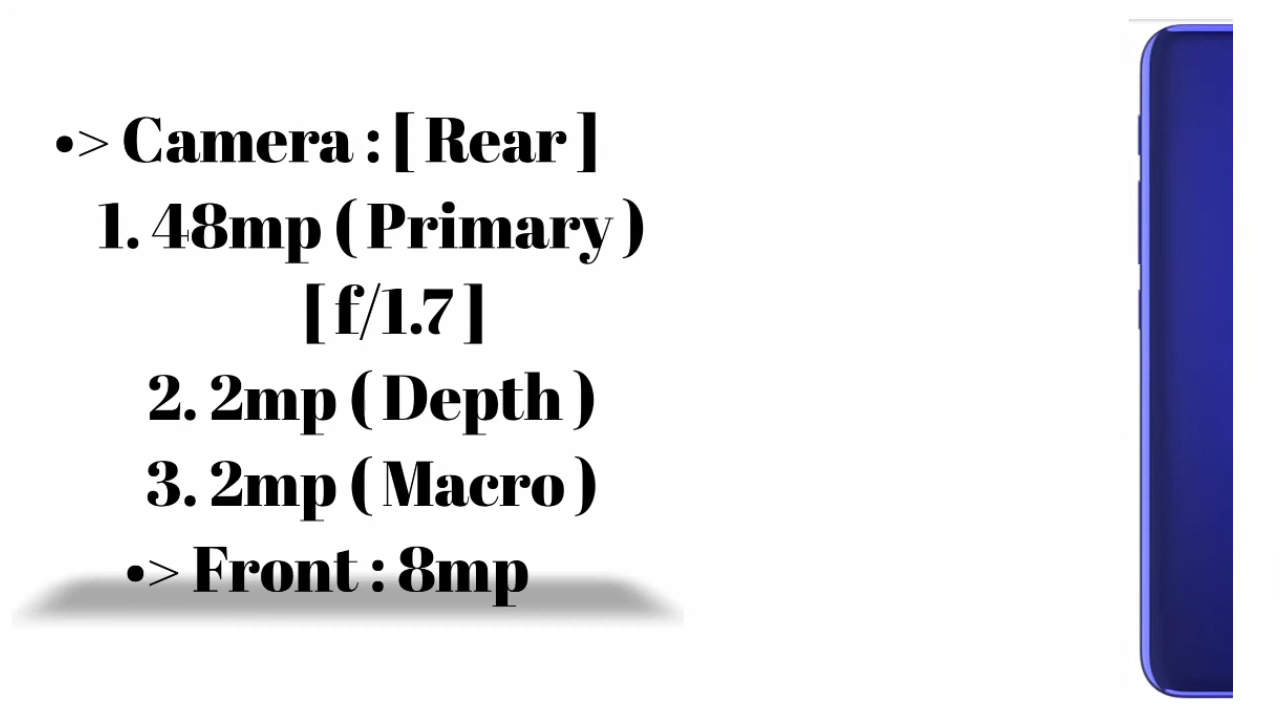 •> Camera : [ Rear ]
1. 48mp ( Primary )
[ f/1.7 ]
2. 2mp ( Depth )
3. 2mp ( Macro )
•> Front : 8mp